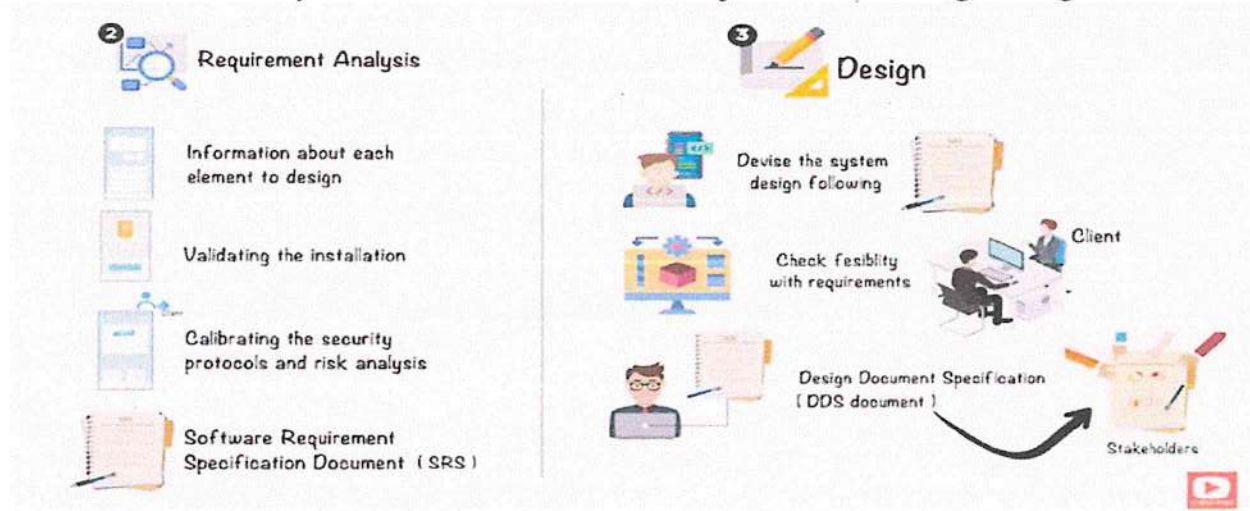 2
Requirement Analysis
Information about each
element to design
Validating the installation
Calibrating the security
protocols and risk analysis
Software Requirement
Specification Document ( SRS )
3
Design
Devise the system
design following
Check fesiblity
with requirements
Client
Design Document Specification
( DDS document )
Stakeholders